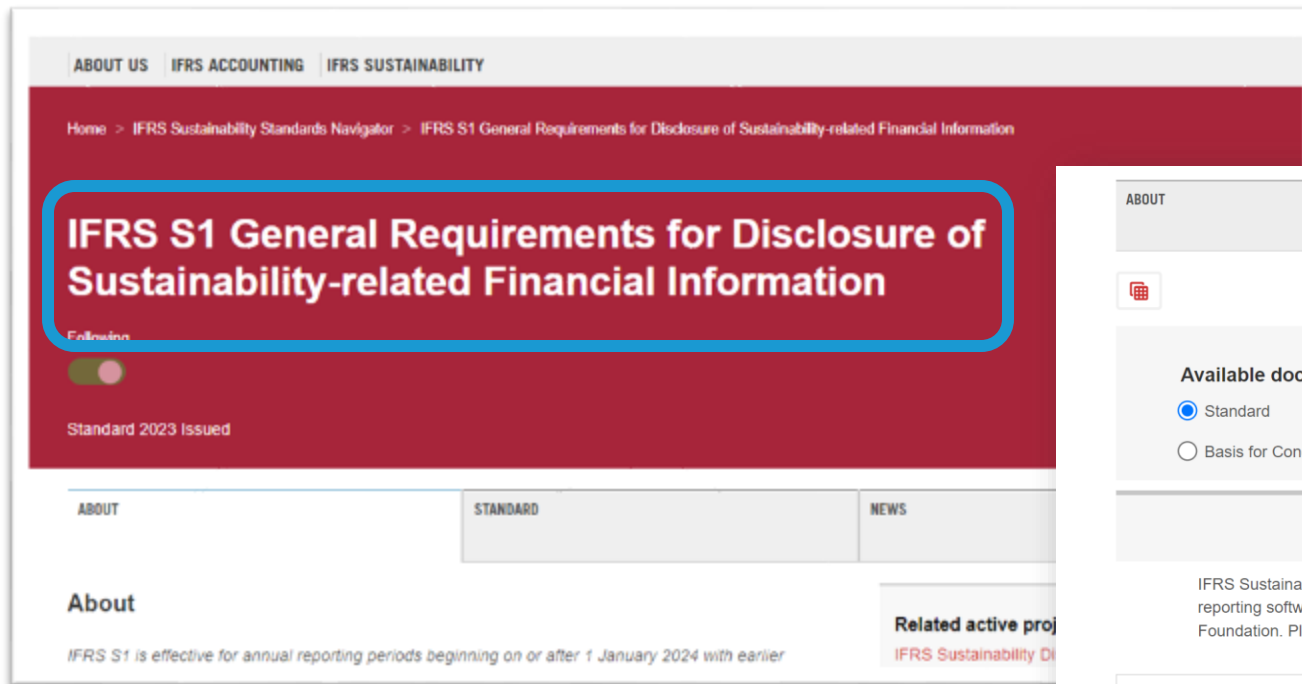 ABOUT US IFRS ACCOUNTING IFRS SUSTAINABILITY
Home > IFRS Sustainability Standards Navigator > IFRS S1 General Requirements for Disclosure of Sustainability-related Financial Information
IFRS S1 General Requirements for Disclosure of
Sustainability-related Financial Information
Following
Standard 2023 Issued
ABOUT STANDARD NEWS
About
IFRS S1 is effective for annual reporting periods beginning on or after 1 January 2024 with earlier
Related active proj
IFRS Sustainability Di
ABOUT
Available doc
Standard
Basis for Con
IFRS Sustaina
reporting softw
Foundation. Pl